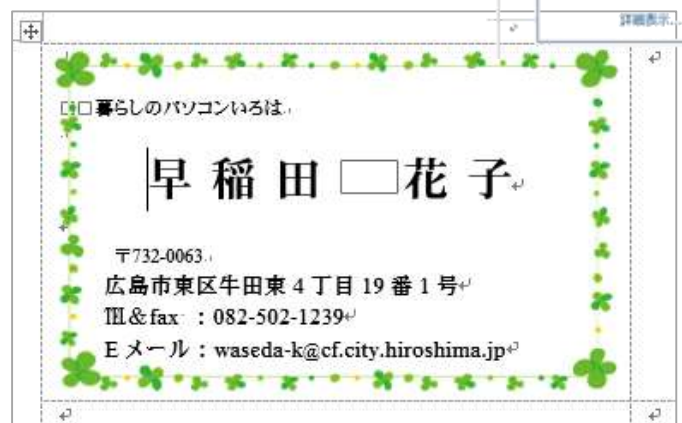 詳細表示...
□□暮らしのパソコンいろは
早 稲 田 □花 子
〒732-0063
広島市東区牛田東 4 丁目 19 番 1 号
℡& fax ：082-502-1239
E メール：waseda-k@cf.city.hiroshima.jp